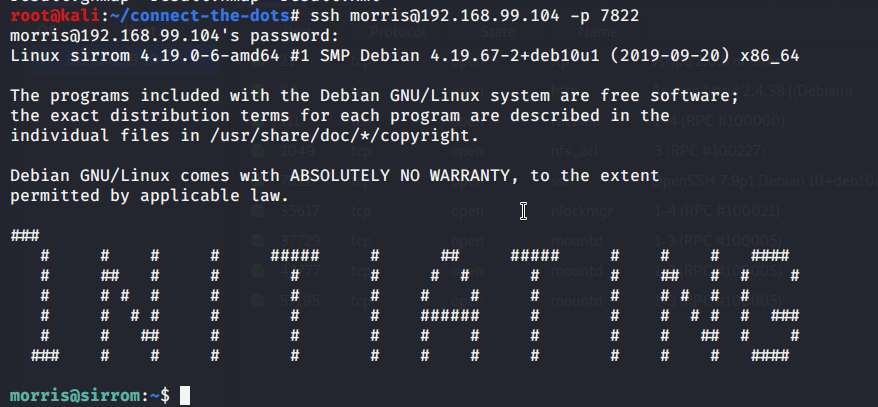 root@kali:~/connect-the-dots# ssh morris@192.168.99.104 -p 7822
morris@192.168.99.104's password:
Linux sirrom 4.19.0-6-amd64 #1 SMP Debian 4.19.67-2+deb10u1 (2019-09-20) x86_64
The programs included with the Debian GNU/Linux system are free software;
the exact distribution terms for each program are described in the
individual files in /usr/share/doc/*/copyright.
Debian GNU/Linux comes with ABSOLUTELY NO WARRANTY, to the extent
permitted by applicable law.
INITIATING
morris@sirrom:~$